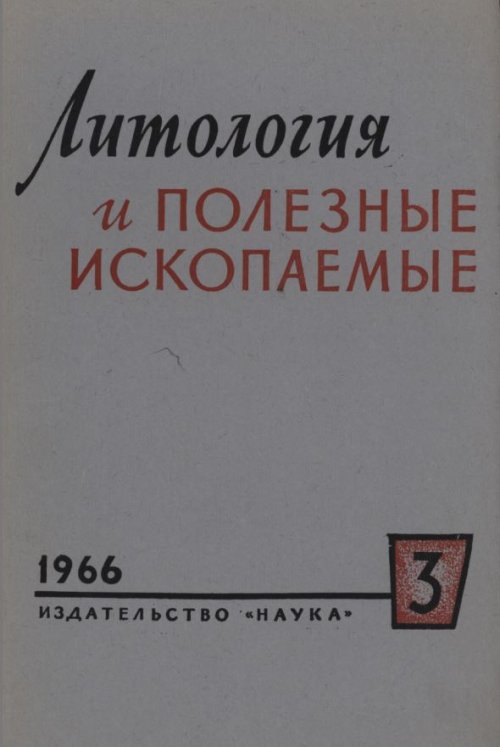 Литология
и ПОЛЕЗНЫЕ
ИСКОПАЕМЫЕ
1966
3
ИЗДАТЕЛЬСТВО «НАУКА»